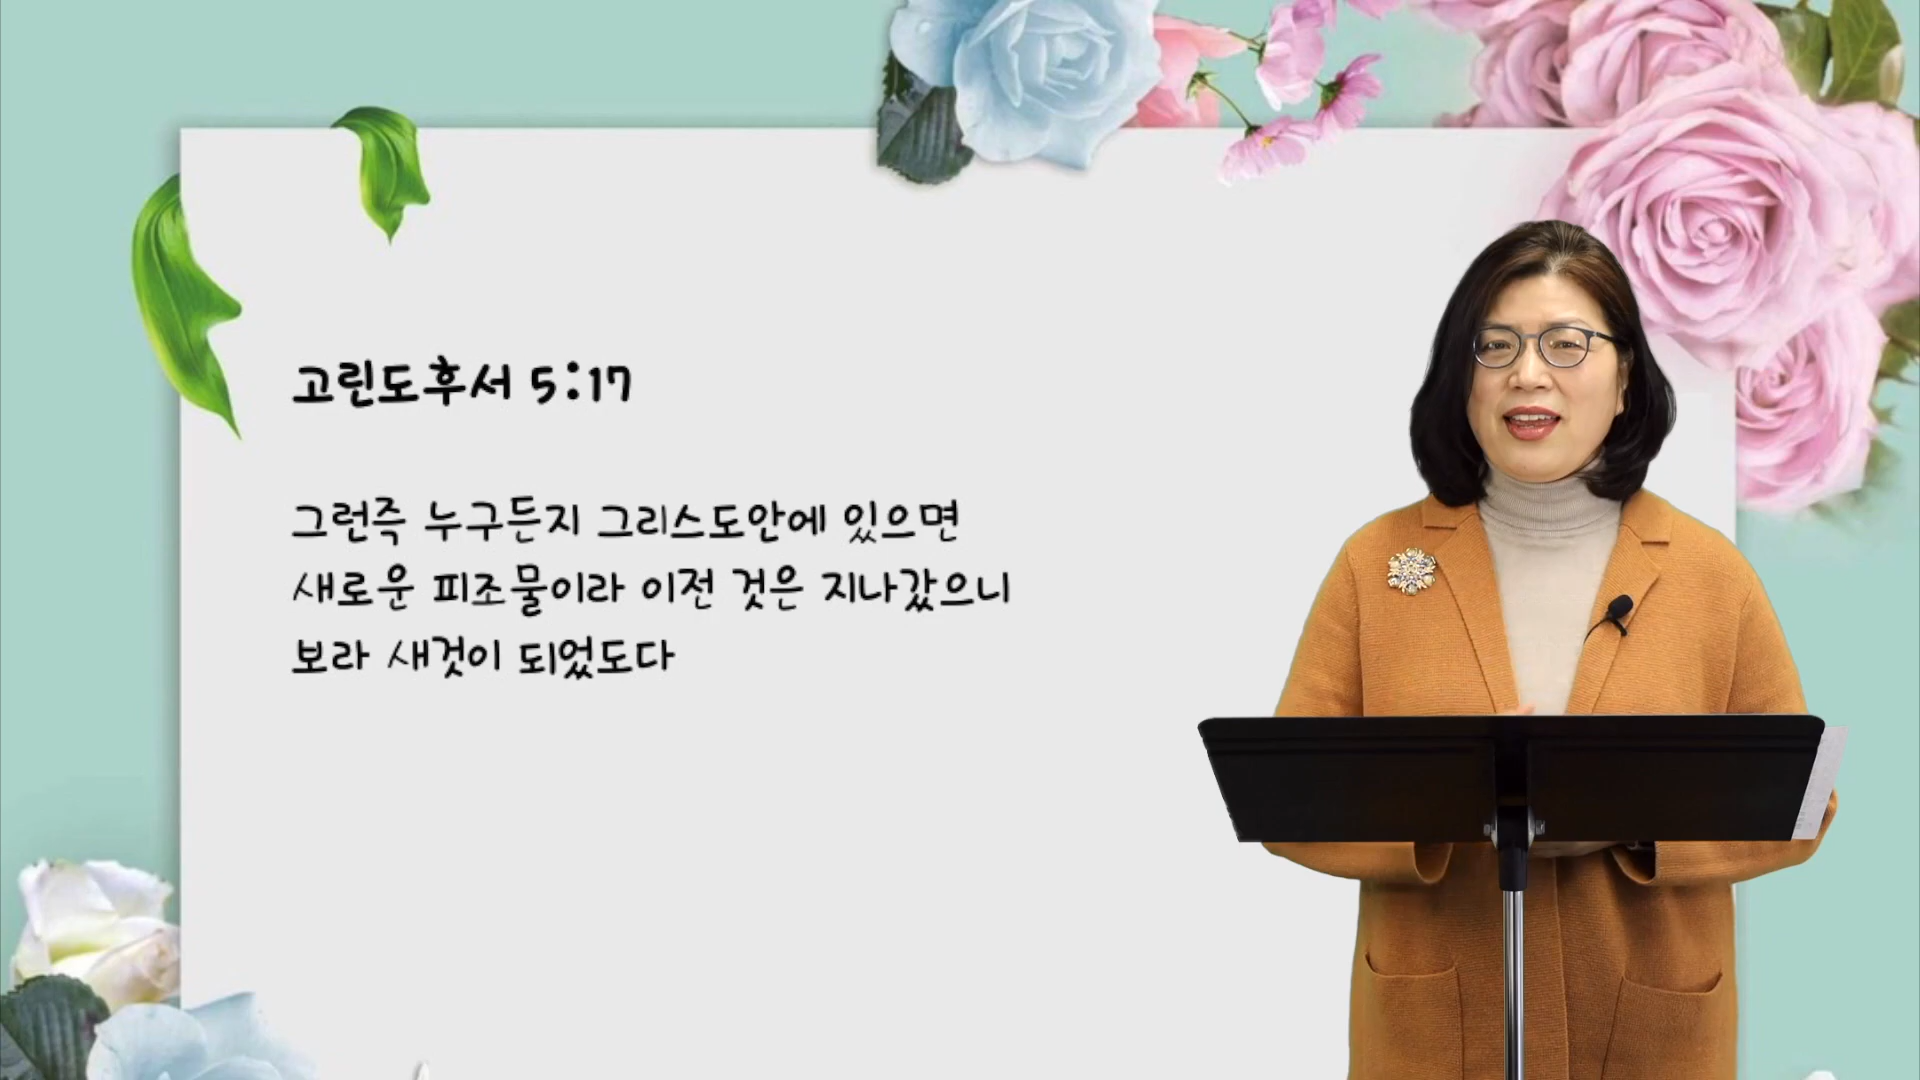 고린도후서 5:17
그런즉 누구든지 그리스도안에 있으면
새로운 피조물이라 이전 것은 지나갔으니
보라 새것이 되었도다